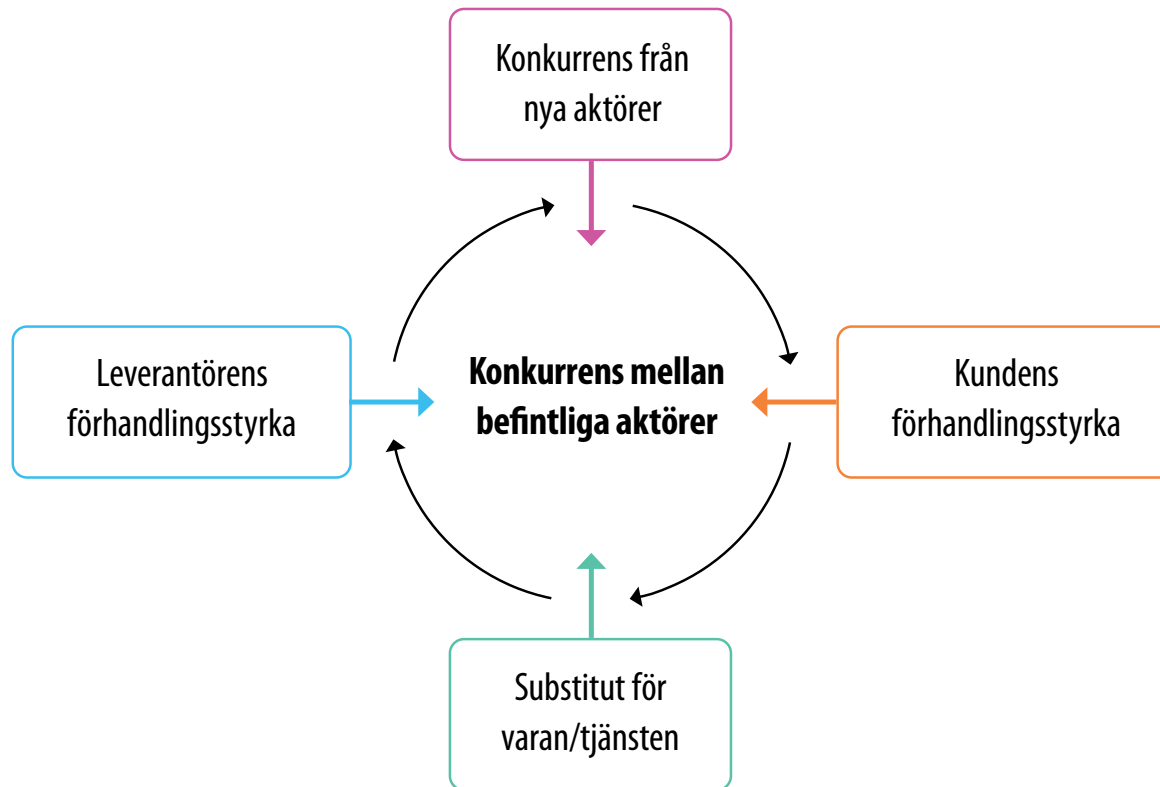 Konkurrens från
nya aktörer
Leverantörens
förhandlingsstyrka
Konkurrens mellan
befintliga aktörer
Kundens
förhandlingsstyrka
Substitut för
varan/tjänsten